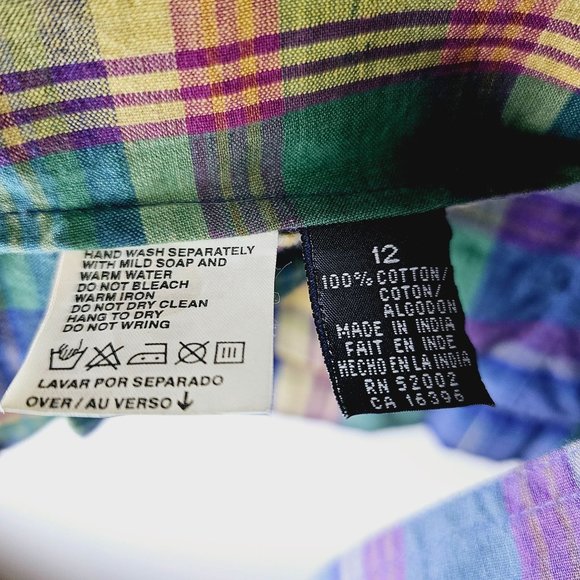 HAND WASH SEPARATELY
WITH MILD SOAP AND
WARM WATER
DO NOT BLEACH
WARM IRON
DO NOT DRY CLEAN
HANG TO DRY
DO NOT WRING
LAVAR POR SEPARADO
OVER / AU VERSO ↓
12
100% COTTON/
COTON/
ALGODON
MADE IN INDIA
FAIT EN INDE
HECHO EN LA INDIA
RN 52002
CA 16396